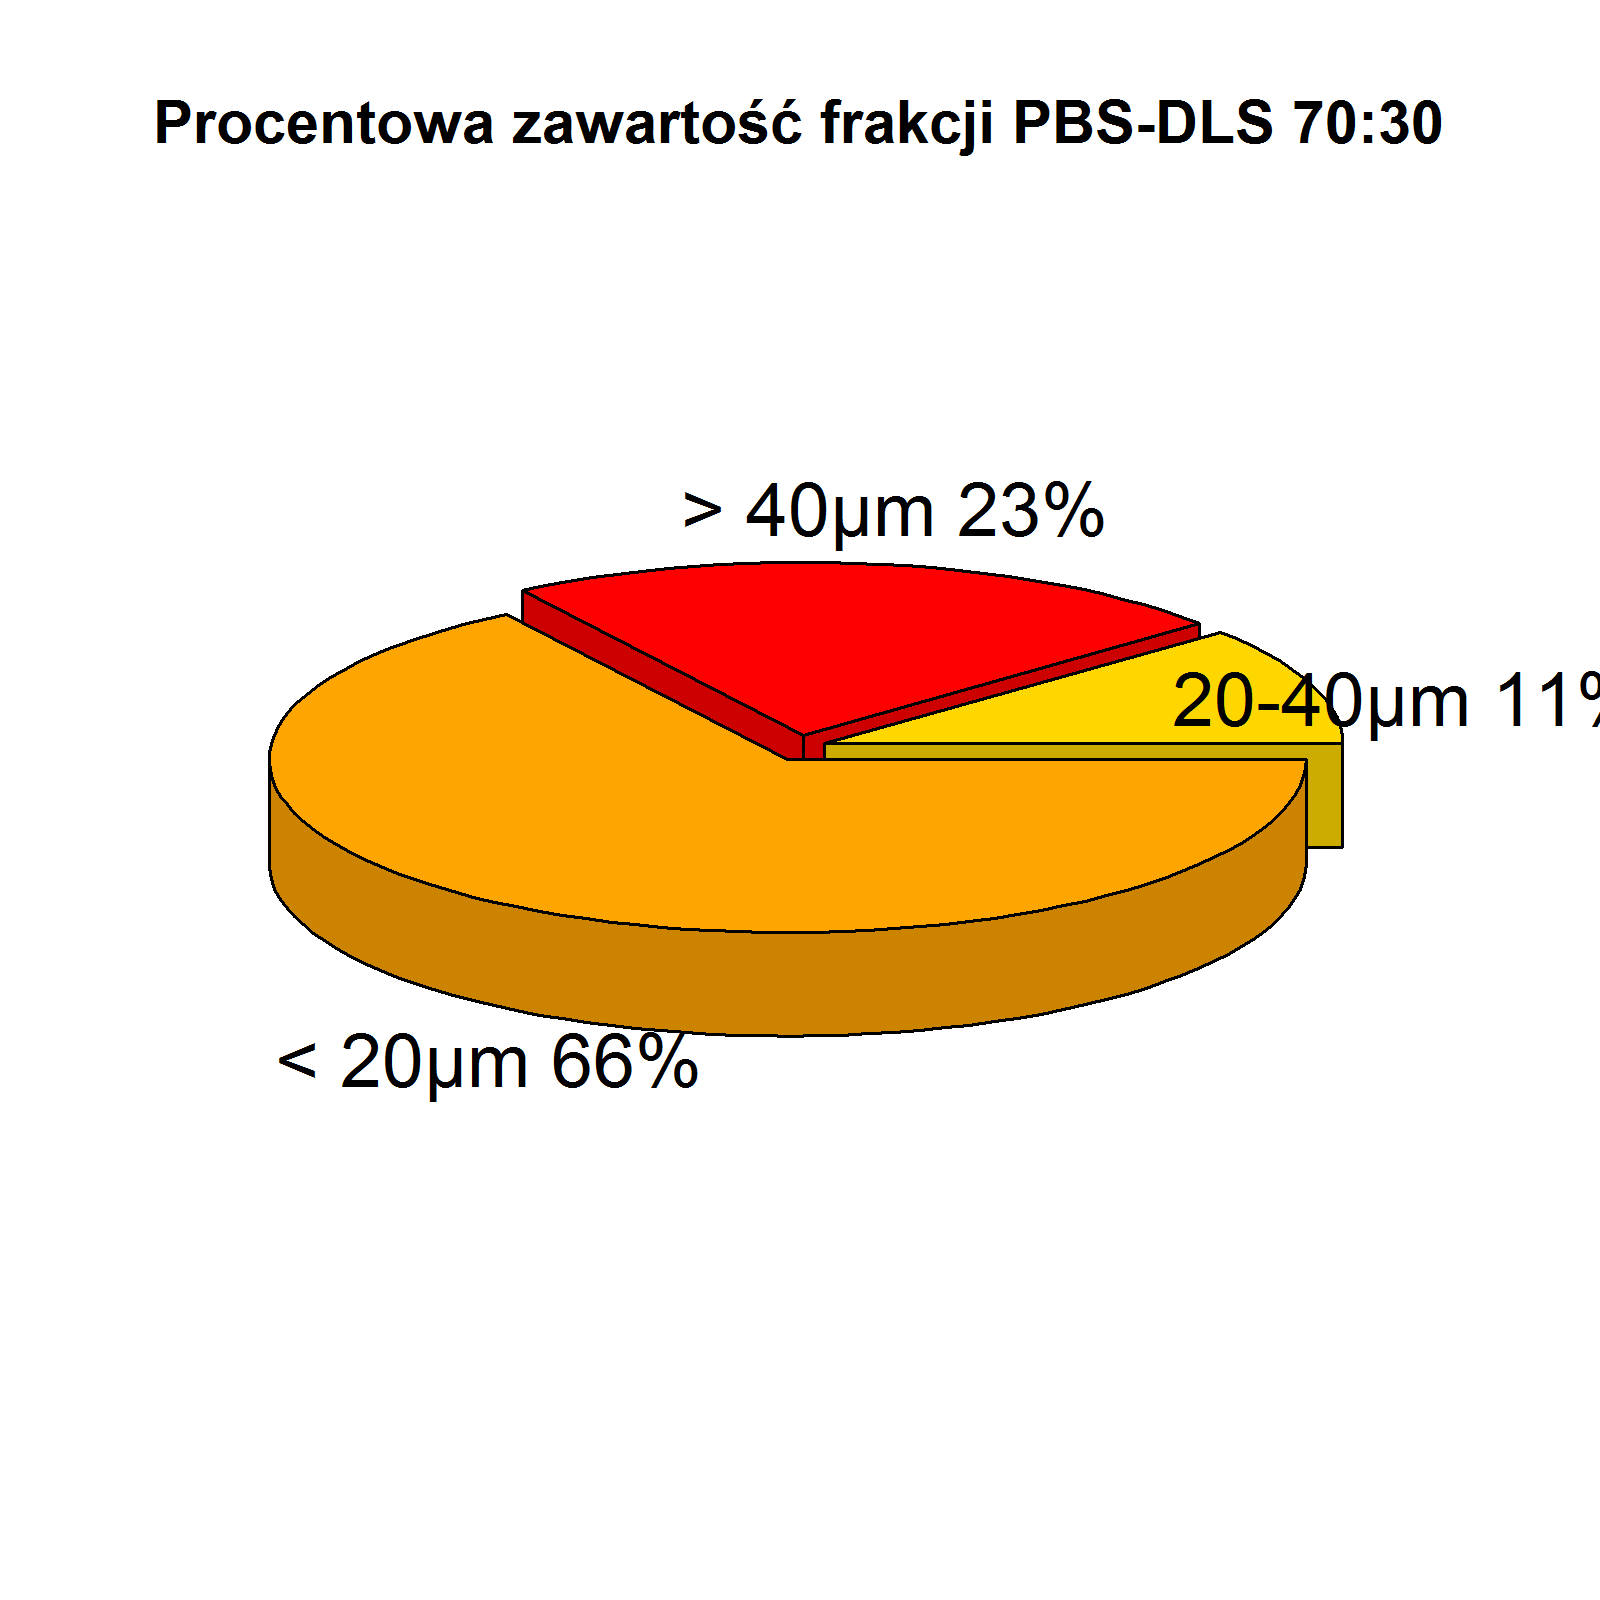 Procentowa zawartość frakcji PBS-DLS 70:30
> 40µm 23%
20-40µm 11%
< 20µm 66%